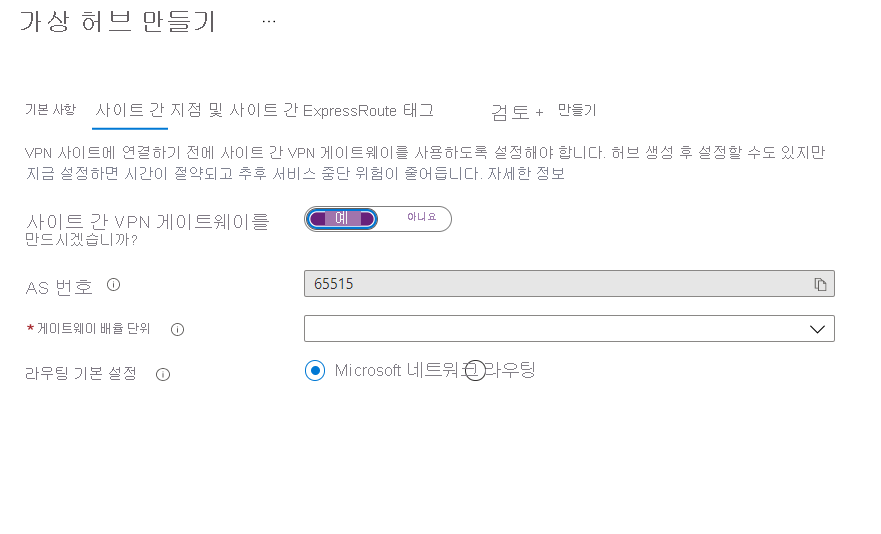 가상 허브 만들기 ...
기본 사항 사이트 간 지점 및 사이트 간 ExpressRoute 태그 검토 + 만들기
VPN 사이트에 연결하기 전에 사이트 간 VPN 게이트웨이를 사용하도록 설정해야 합니다. 허브 생성 후 설정할 수도 있지만
지금 설정하면 시간이 절약되고 추후 서비스 중단 위험이 줄어듭니다. 자세한 정보
사이트 간 VPN 게이트웨이를 예 아니요
만드시겠습니까?
AS 번호 65515
* 게이트웨이 배율 단위
라우팅 기본 설정 Microsoft 네트워크 라우팅